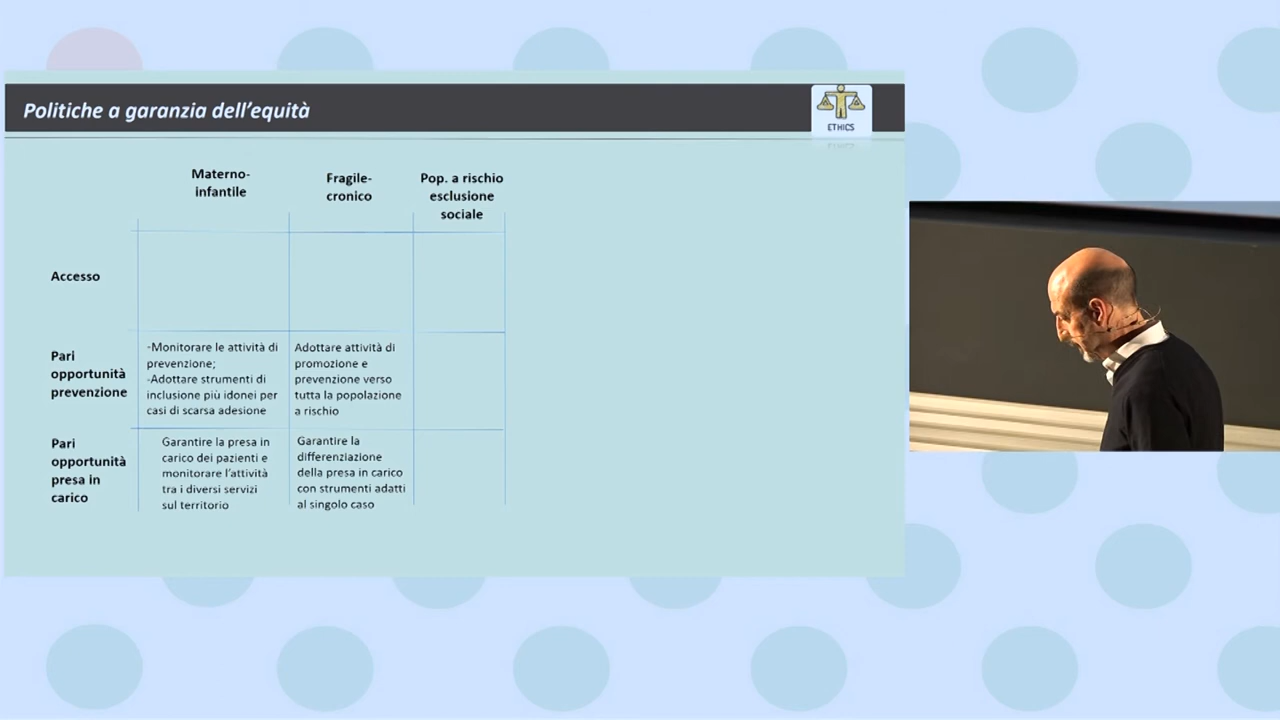 Politiche a garanzia dell'equità
ETHICS
Materno-
infantile
Fragile-
cronico
Pop. a rischio
esclusione
sociale
Accesso
Pari
opportunità
prevenzione
-Monitorare le attività di
prevenzione;
-Adottare strumenti di
inclusione più idonei per
casi di scarsa adesione
Adottare attività di
promozione e
prevenzione verso
tutta la popolazione
a rischio
Pari
opportunità
presa in
carico
Garantire la presa in
carico dei pazienti e
monitorare l'attività
tra i diversi servizi
sul territorio
Garantire la
differenziazione
della presa in carico
con strumenti adatti
al singolo caso